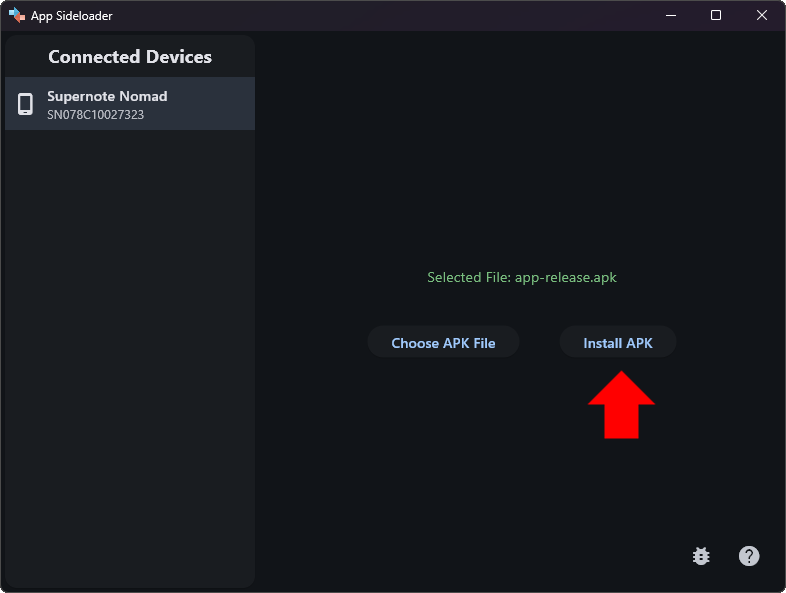 App Sideloader
Connected Devices
Supernote Nomad
SN078C10027323
Selected File: app-release.apk
Choose APK File
Install APK